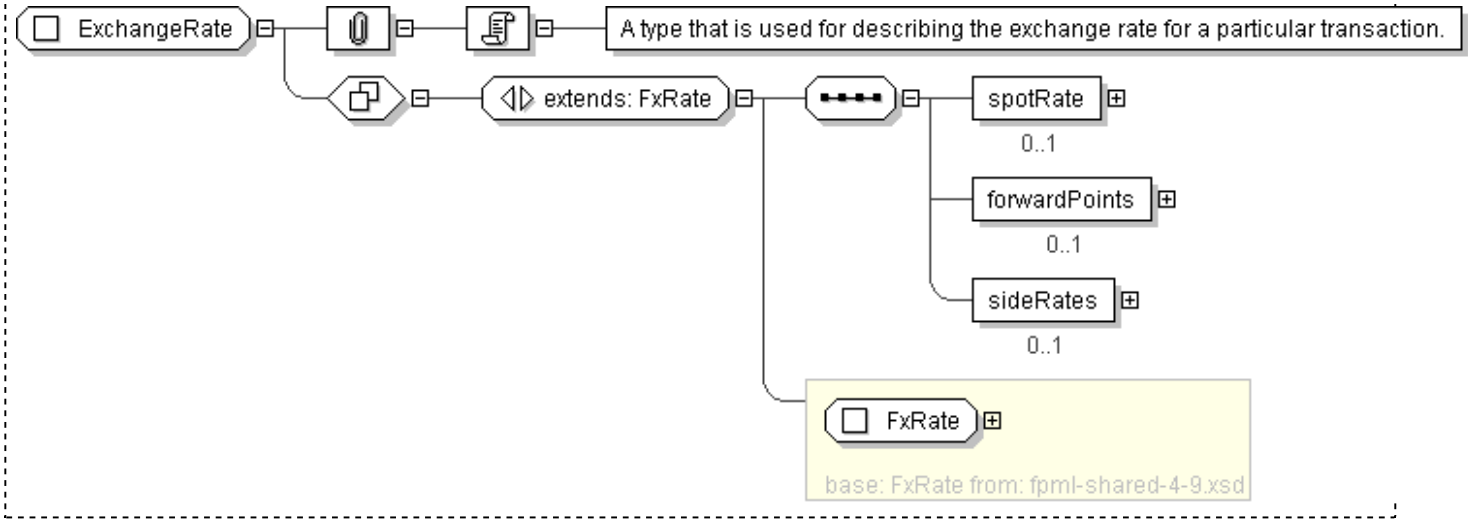 ExchangeRate
A type that is used for describing the exchange rate for a particular transaction.
extends: FxRate
spotRate
0..1
forwardPoints
0..1
sideRates
0..1
FxRate
base: FxRate from: fpml-shared-4-9.xsd